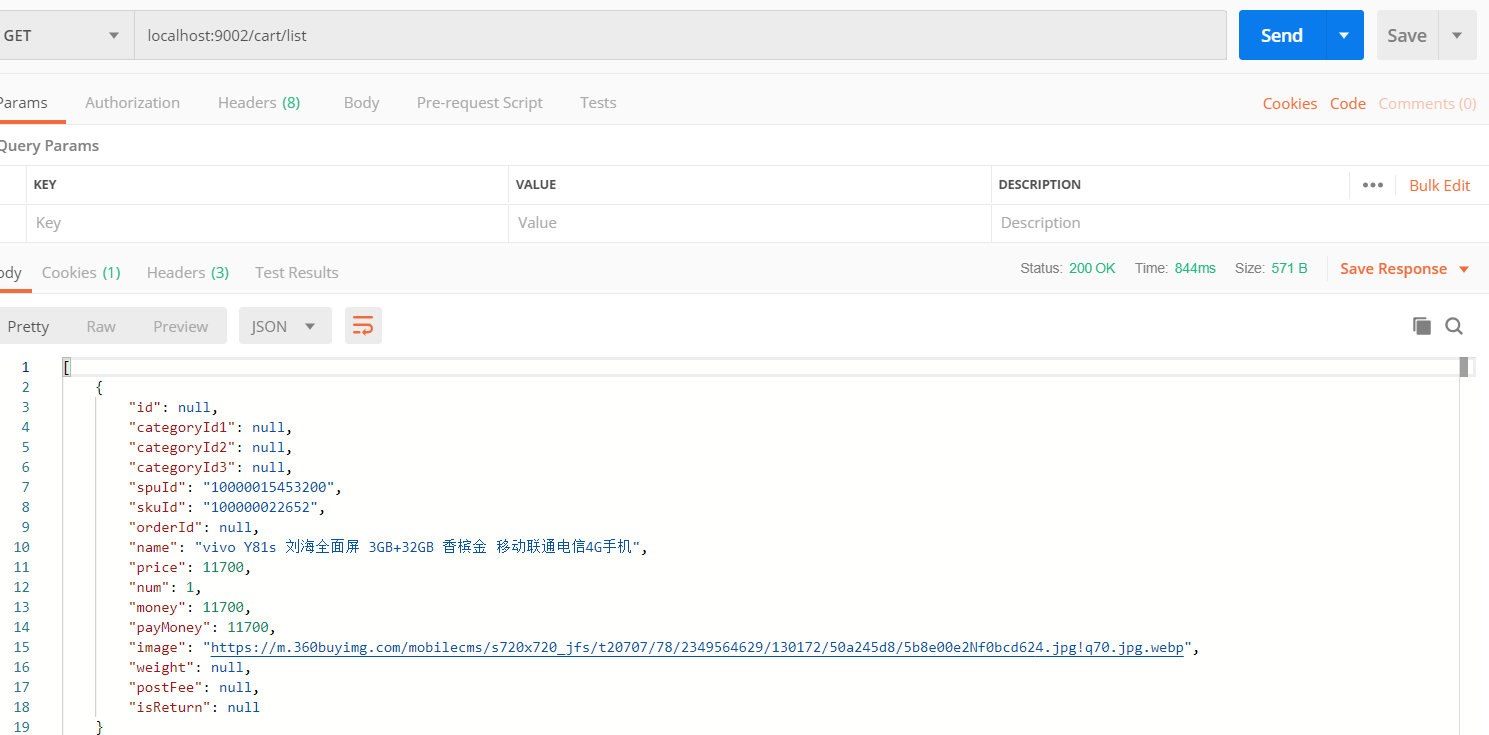 GET localhost:9002/cart/list Send Save
Params Authorization Headers (8) Body Pre-request Script Tests Cookies Code Comments (0)
Query Params
KEY VALUE DESCRIPTION ••• Bulk Edit
Key Value Description
ody Cookies (1) Headers (3) Test Results Status: 200 OK Time: 844ms Size: 571 B Save Response
Pretty Raw Preview JSON
1 [
2 {
3 "id": null,
4 "categoryId1": null,
5 "categoryId2": null,
6 "categoryId3": null,
7 "spuId": "10000015453200",
8 "skuId": "100000022652",
9 "orderId": null,
10 "name": "vivo Y81s 刘海全面屏 3GB+32GB 香槟金 移动联通电信4G手机",
11 "price": 11700,
12 "num": 1,
13 "money": 11700,
14 "payMoney": 11700,
15 "image": "https://m.360buyimg.com/mobilecms/s720x720_jfs/t20707/78/2349564629/130172/50a245d8/5b8e00e2Nf0bcd624.jpg!q70.jpg.webp",
16 "weight": null,
17 "postFee": null,
18 "isReturn": null
19 }